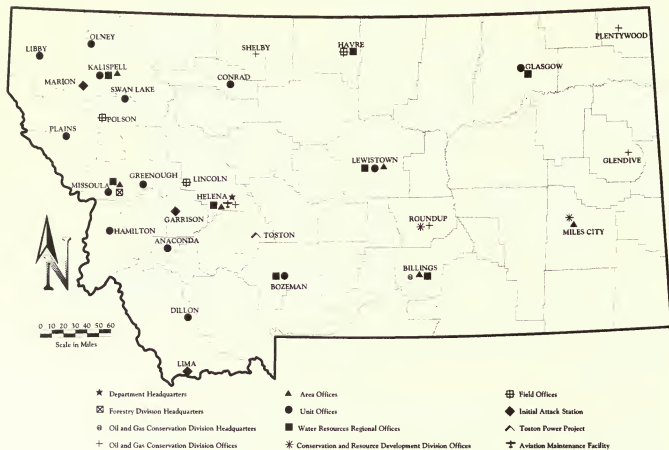 PLENTYWOOD
OLNEY
LIBBY
SHELBY
HAVRE
KALISPELL
GLASGOW
MARION
CONRAD
SWAN LAKE
POLSON
PLAINS
LEWISTOWN
GLENDIVE
GREENOUGH
LINCOLN
MISSOULA
HELENA
ROUNDUP
GARRISON
MILES CITY
HAMILTON
TOSTON
ANACONDA
N
BILLINGS
BOZEMAN
DILLON
0 10 20 30 40 50 60
Scale in Miles
LIMA
Department Headquarters
Area Offices
Field Offices
Forestry Division Headquarters
Unit Offices
Initial Attack Station
Oil and Gas Conservation Division Headquarters
Water Resources Regional Offices
Toston Power Project
Oil and Gas Conservation Division Offices
Conservation and Resource Development Division Offices
Aviation Maintenance Facility